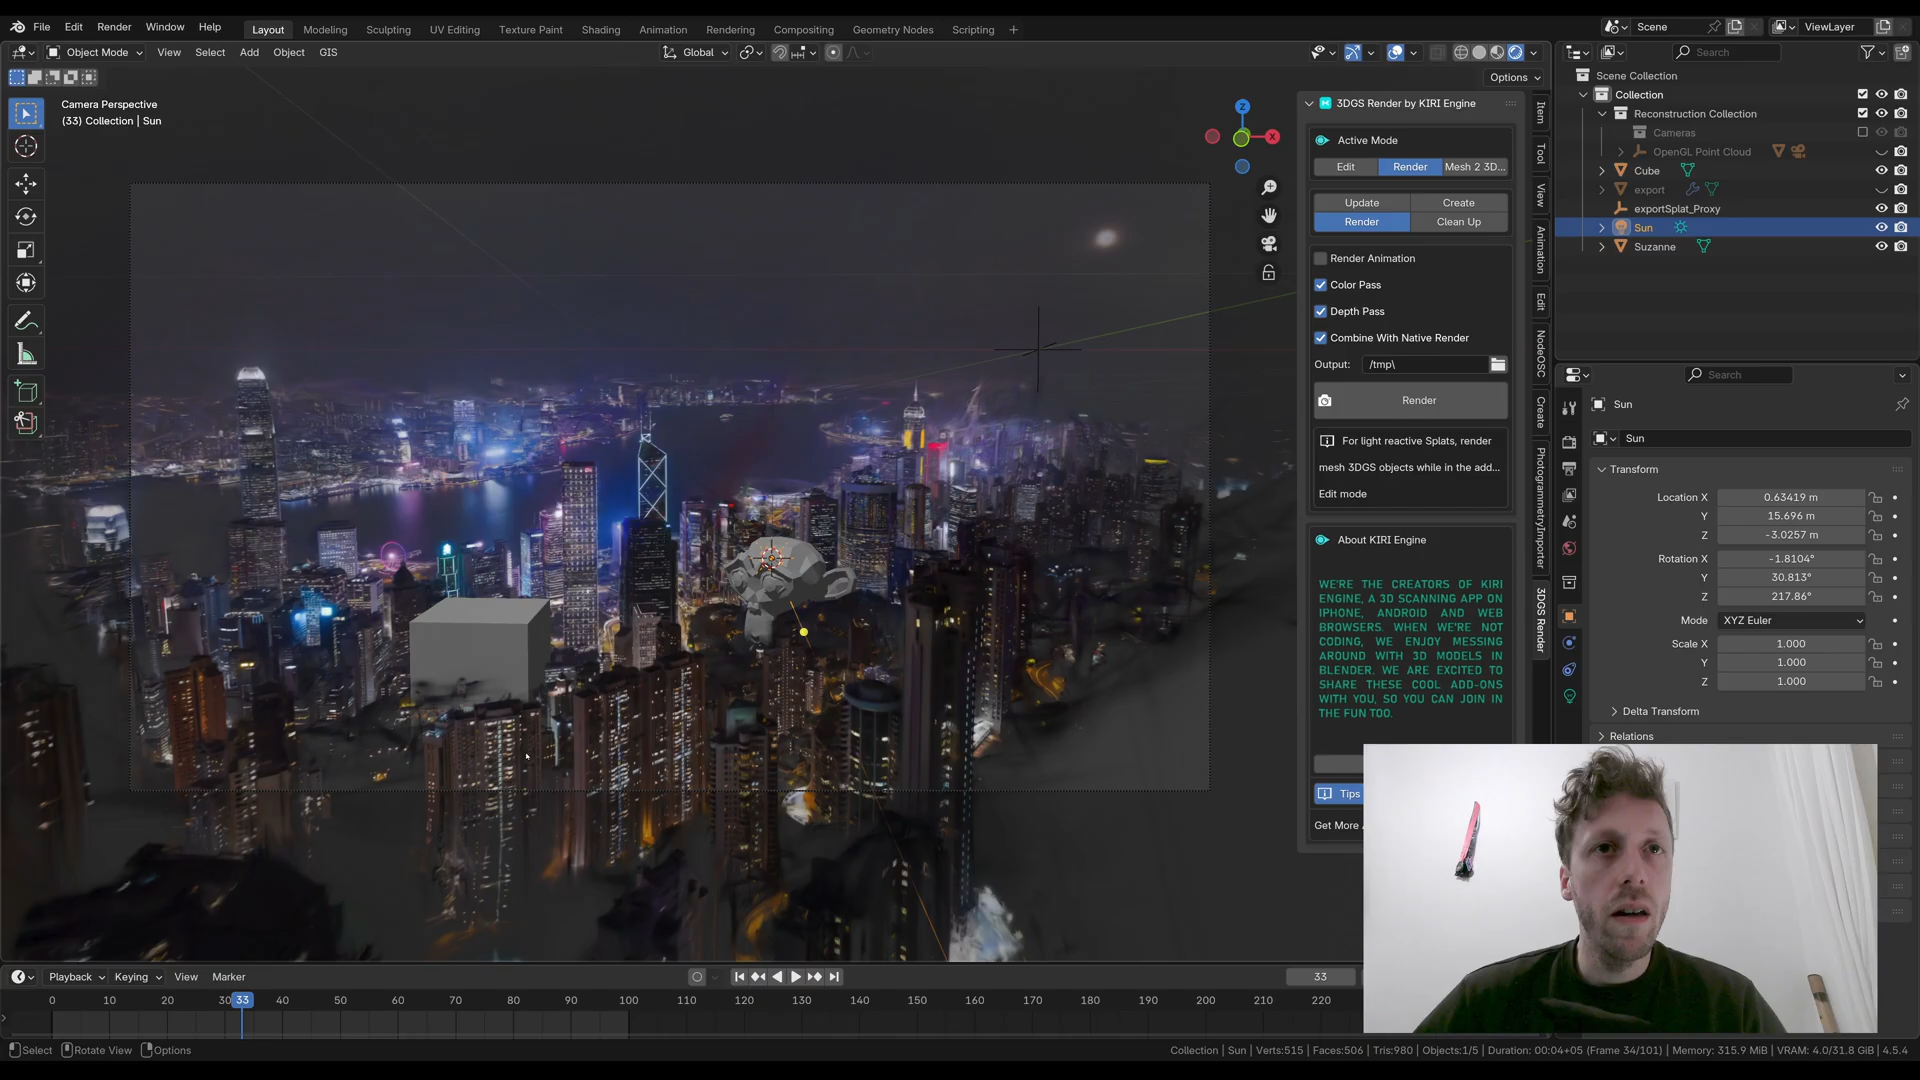 File Edit Render Window Help
Layout Modeling Sculpting UV Editing Texture Paint Shading Animation Rendering Compositing Geometry Nodes Scripting +
Scene
ViewLayer
Object Mode View Select Add Object GIS
Global
Search
Options
Camera Perspective
(33) Collection | Sun
Z
X
3DGS Render by KIRI Engine
Active Mode
Edit Render Mesh 2 3D...
Update Create
Render Clean Up
Render Animation
Color Pass
Depth Pass
Combine With Native Render
Output: /tmp\
Render
For light reactive Splats, render
mesh 3DGS objects while in the add...
Edit mode
About KIRI Engine
WE'RE THE CREATORS OF KIRI
ENGINE, A 3D SCANNING APP ON
IPHONE, ANDROID AND WEB
BROWSERS. WHEN WE'RE NOT
CODING, WE ENJOY MESSING
AROUND WITH 3D MODELS IN
BLENDER. WE ARE EXCITED TO
SHARE THESE COOL ADD-ONS
WITH YOU, SO YOU CAN JOIN IN
THE FUN TOO.
Tips
Get More
Item
Tool
View
Animation
Edit
NodeOSC
Create
PhotogrammetryImporter
3DGS Render
Scene Collection
Collection
Reconstruction Collection
Cameras
OpenGL Point Cloud
Cube
export
exportSplat_Proxy
Sun
Suzanne
Search
Sun
Sun
Transform
Location X 0.63419 m
Y 15.696 m
Z -3.0257 m
Rotation X -1.8104°
Y 30.813°
Z 217.86°
Mode XYZ Euler
Scale X 1.000
Y 1.000
Z 1.000
Delta Transform
Relations
Playback Keying View Marker
33
0 10 20 30 33 40 50 60 70 80 90 100 110 120 130 140 150 160 170 180 190 200 210 220
Select Rotate View Options
Collection | Sun | Verts:515 | Faces:506 | Tris:980 | Objects:1/5 | Duration: 00:04+05 (Frame 34/101) | Memory: 315.9 MiB | VRAM: 4.0/31.8 GiB | 4.5.4